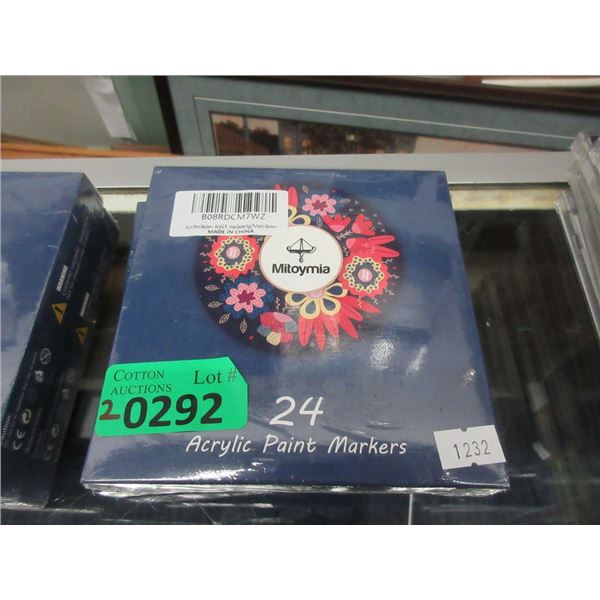 B08RDCM7WZ
MADE IN CHINA
Mitoymia
COTTON AUCTIONS Lot #
2 0292
24
Acrylic Paint Markers
1232